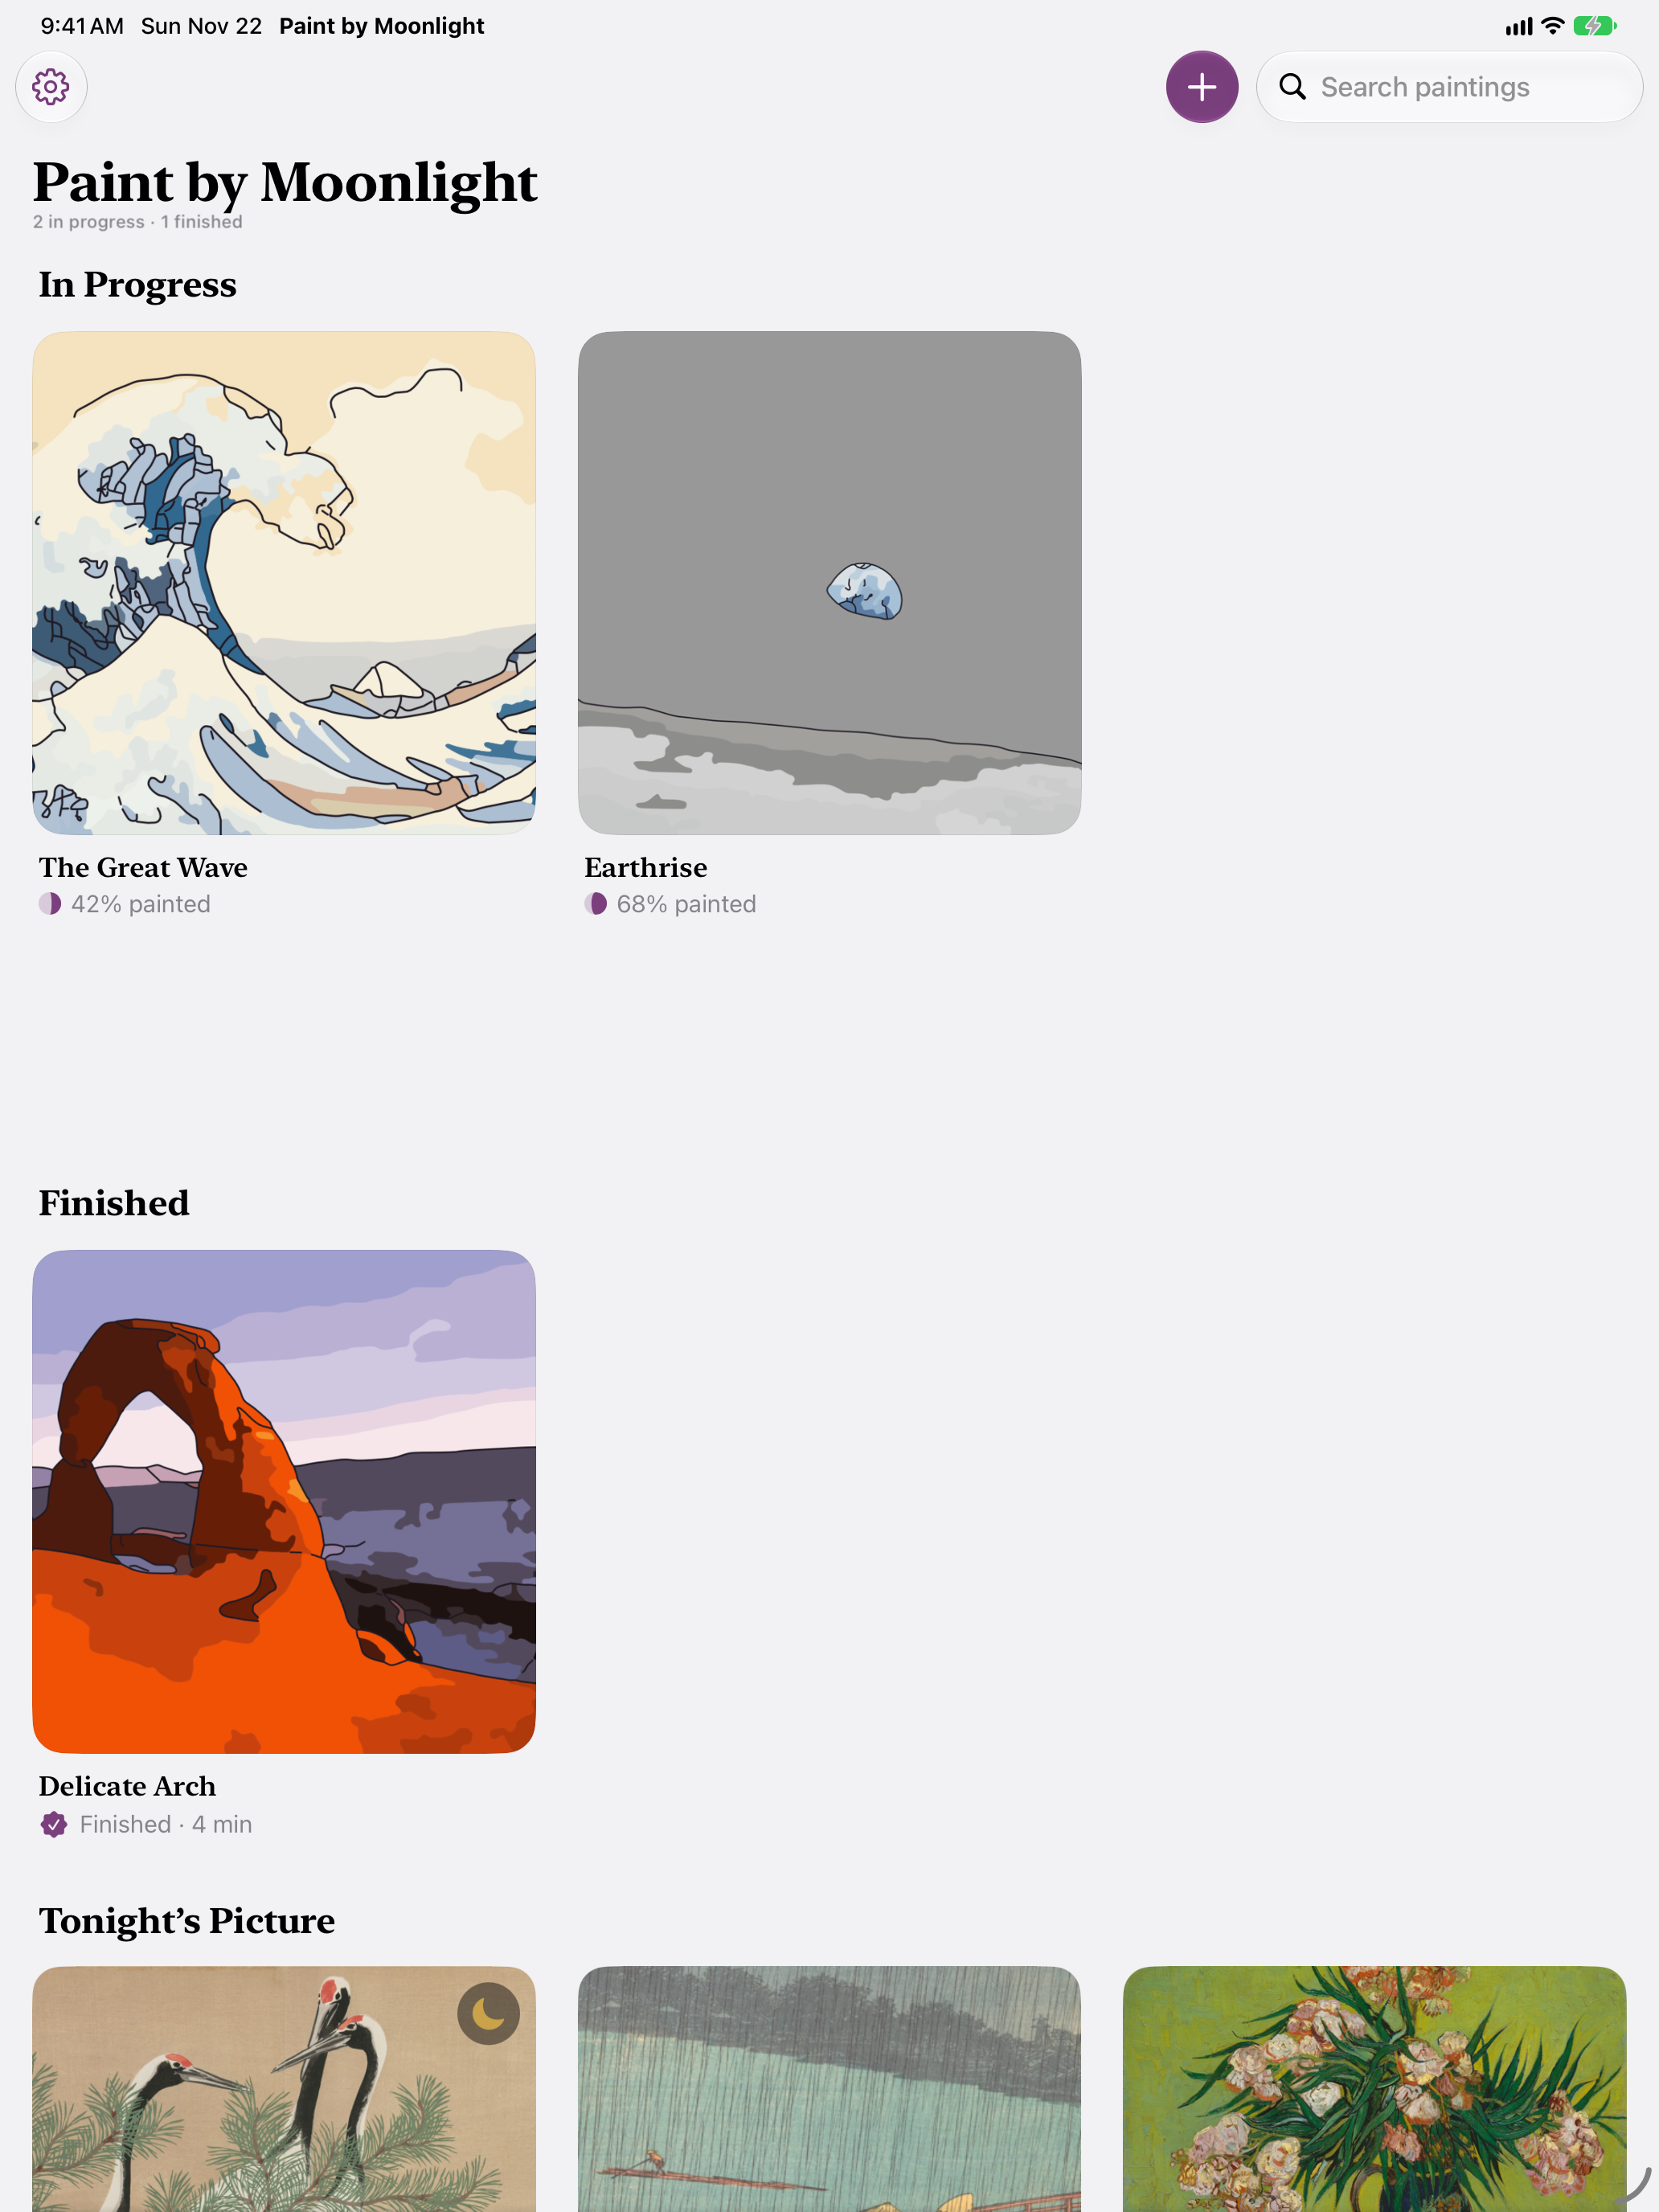 9:41 AM Sun Nov 22 Paint by Moonlight
Search paintings
Paint by Moonlight
2 in progress · 1 finished
In Progress
The Great Wave
42% painted
Earthrise
68% painted
Finished
Delicate Arch
Finished · 4 min
Tonight’s Picture